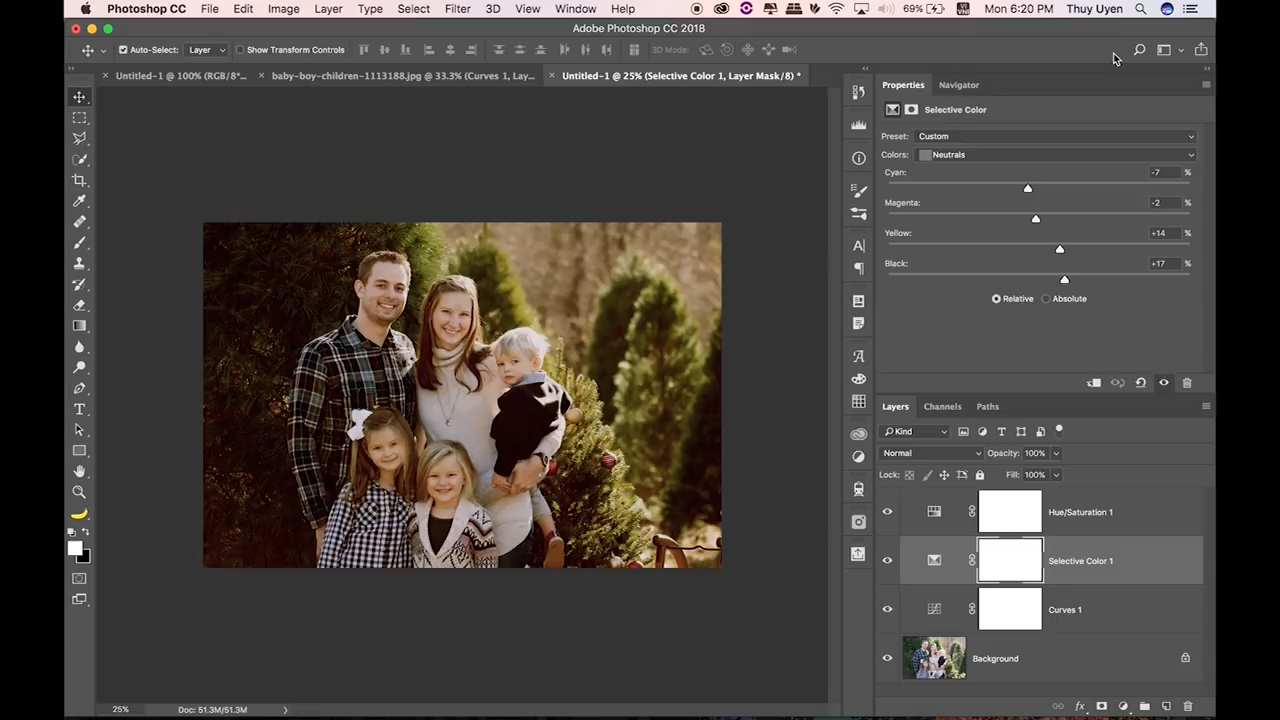 Photoshop CC File Edit Image Layer Type Select Filter 3D View Window Help 69% VI VNI Mon 6:20 PM Thuy Uyen
Adobe Photoshop CC 2018
Auto-Select: Layer Show Transform Controls 3D Mode:
Untitled-1 @ 100% (RGB/8*... baby-boy-children-1113188.jpg @ 33.3% (Curves 1, Lay... Untitled-1 @ 25% (Selective Color 1, Layer Mask/8) *
Properties Navigator
Selective Color
Preset: Custom
Colors: Neutrals
Cyan: -7 %
Magenta: -2 %
Yellow: +14 %
Black: +17 %
Relative Absolute
Layers Channels Paths
Kind
Normal Opacity: 100%
Lock: Fill: 100%
Hue/Saturation 1
Selective Color 1
Curves 1
Background
25% Doc: 51.3M/51.3M